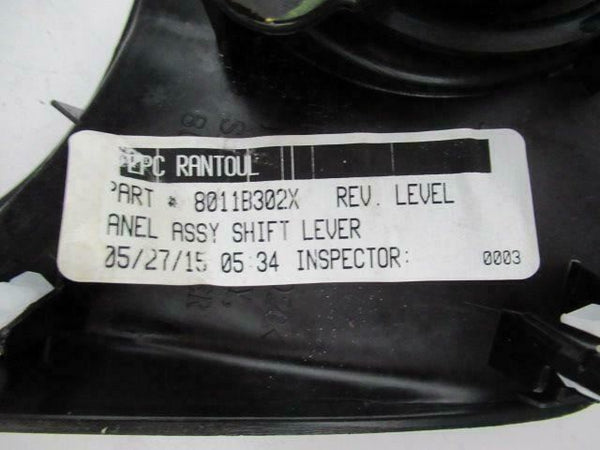 PC RANTOUL
PART # 8011B302X REV. LEVEL
ANEL ASSY SHIFT LEVER
05/27/15 05:34 INSPECTOR: 0003